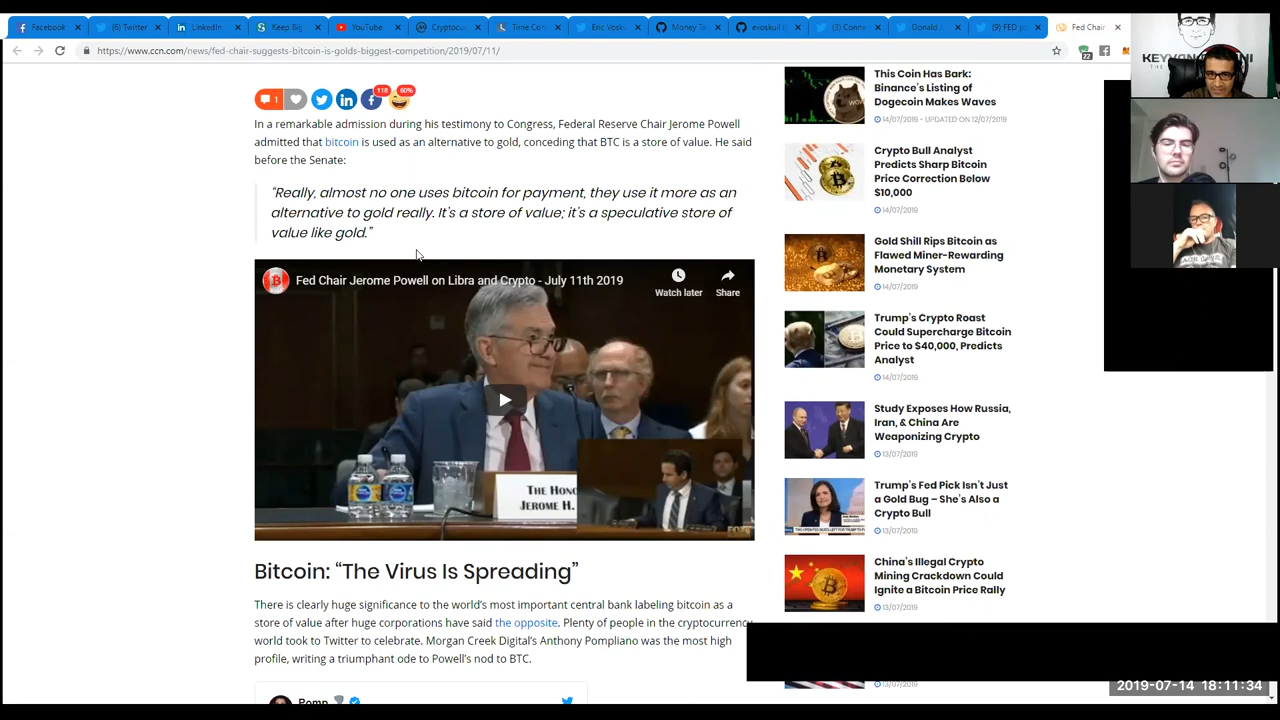 Facebook
(6) Twitter
LinkedIn
Keep Big
YouTube
Cryptocu
Time Con
Eric Vosk
Money Ta
evoskuil (
(3) Conne
Donald J
(9) FED p
Fed Chair
https://www.ccn.com/news/fed-chair-suggests-bitcoin-is-golds-biggest-competition/2019/07/11/
22
1
118
60%
In a remarkable admission during his testimony to Congress, Federal Reserve Chair Jerome Powell
admitted that bitcoin is used as an alternative to gold, conceding that BTC is a store of value. He said
before the Senate:
“Really, almost no one uses bitcoin for payment, they use it more as an
alternative to gold really. It’s a store of value; it’s a speculative store of
value like gold.”
Fed Chair Jerome Powell on Libra and Crypto - July 11th 2019
Watch later
Share
THE HONO
JEROME H.
Bitcoin: “The Virus Is Spreading”
There is clearly huge significance to the world’s most important central bank labeling bitcoin as a
store of value after huge corporations have said the opposite. Plenty of people in the cryptocurrency
world took to Twitter to celebrate. Morgan Creek Digital’s Anthony Pompliano was the most high
profile, writing a triumphant ode to Powell’s nod to BTC.
Pomp
This Coin Has Bark:
Binance’s Listing of
Dogecoin Makes Waves
14/07/2019 - UPDATED ON 12/07/2019
Crypto Bull Analyst
Predicts Sharp Bitcoin
Price Correction Below
$10,000
14/07/2019
Gold Shill Rips Bitcoin as
Flawed Miner-Rewarding
Monetary System
14/07/2019
Trump’s Crypto Roast
Could Supercharge Bitcoin
Price to $40,000, Predicts
Analyst
14/07/2019
Study Exposes How Russia,
Iran, & China Are
Weaponizing Crypto
13/07/2019
Trump’s Fed Pick Isn’t Just
a Gold Bug – She’s Also a
Crypto Bull
13/07/2019
China’s Illegal Crypto
Mining Crackdown Could
Ignite a Bitcoin Price Rally
13/07/2019
13/07/2019
2019-07-14 18:11:34